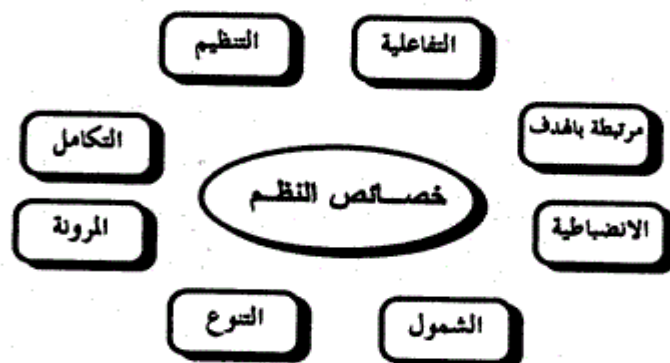 التفاعلية
التنظيم
مرتبطة بالهدف
التكامل
خصائص النظم
الانضباطية
المرونة
الشمول
التنوع